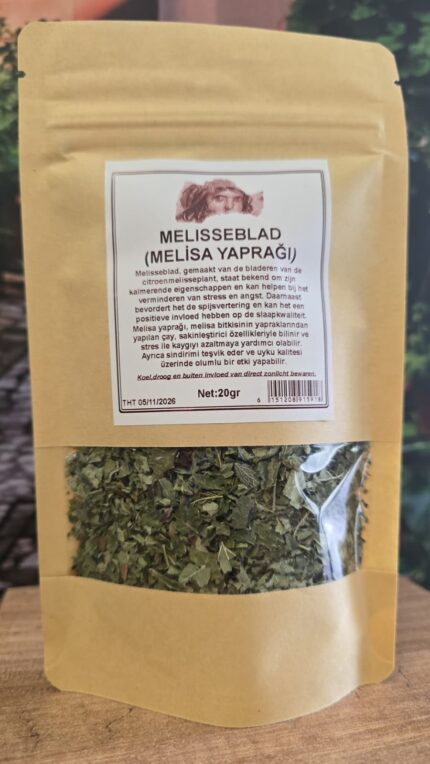 MELISSEBLAD
(MELİSA YAPRAĞI)
Melisseblad, gemaakt van de bladeren van de
citroenmelisseplant, staat bekend om zijn
kalmerende eigenschappen en kan helpen bij het
verminderen van stress en angst. Daarnaast
bevordert het de spijsvertering en kan het een
positieve invloed hebben op de slaapkwaliteit.
Melisa yaprağı, melisa bitkisinin yapraklarından
yapılan çay, sakinleştirici özellikleriyle bilinir ve
stres ile kaygıyı azaltmaya yardımcı olabilir.
Ayrıca sindirimi teşvik eder ve uyku kalitesi
üzerinde olumlu bir etki yapabilir.
Koel,droog en buiten invloed van direct zonlicht bewaren.
THT 05/11/2026
Net:20gr
6 151208 915918